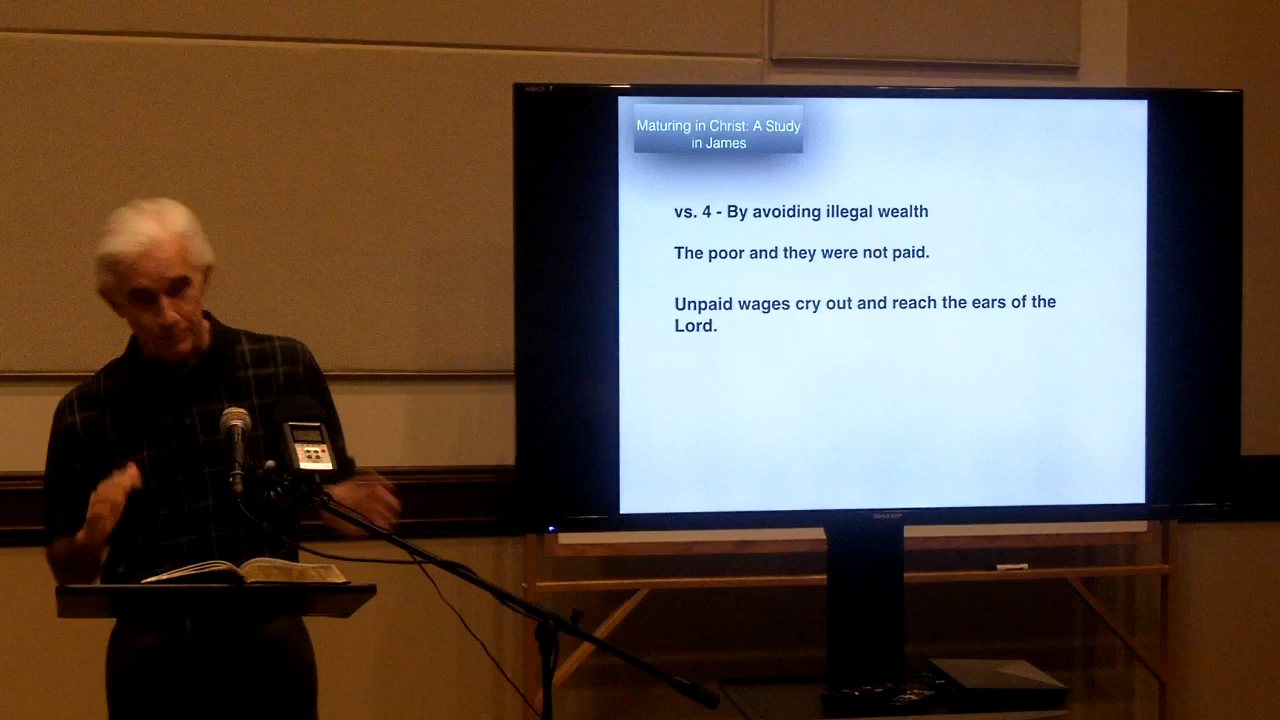 Maturing in Christ: A Study
in James
vs. 4 - By avoiding illegal wealth
The poor and they were not paid.
Unpaid wages cry out and reach the ears of the
Lord.
SHARP